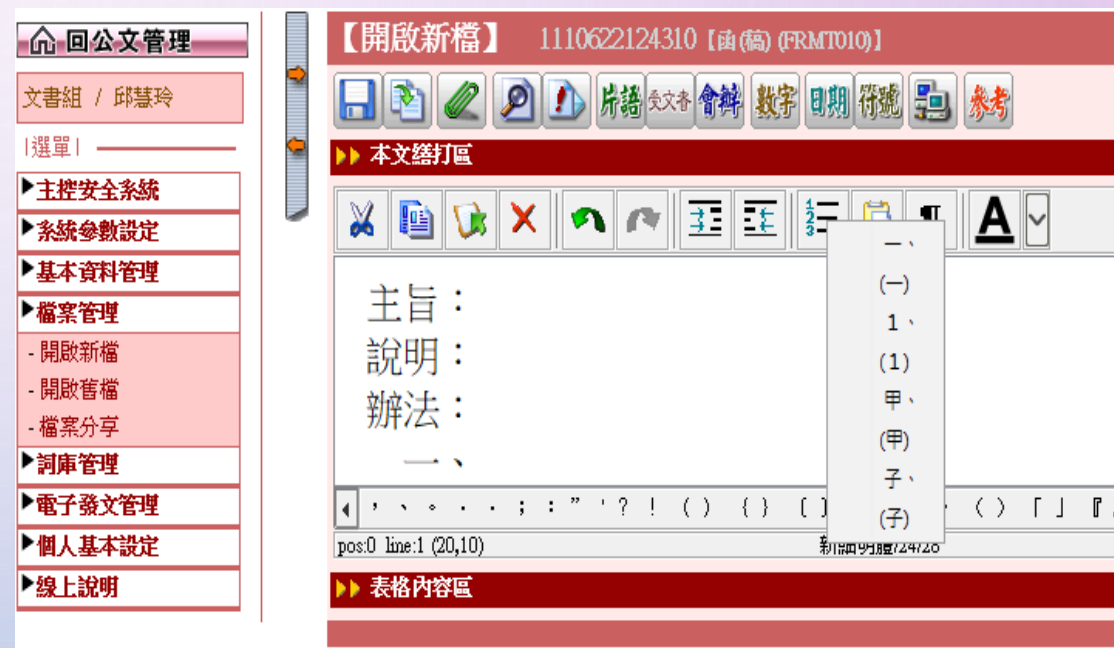 回公文管理
文書組 / 邱慧玲
|選單|
主控安全系統
系統參數設定
基本資料管理
檔案管理
- 開啟新檔
- 開啟舊檔
- 檔案分享
詞庫管理
電子發文管理
個人基本設定
線上說明
【開啟新檔】 1110622124310【函(稿) (FRMT010)】
片語 受文者 會辦 數字 日期 符號 參考
本文繕打區
A
主旨：
說明：
辦法：
一、
一、
(一)
1、
(1)
甲、
(甲)
子、
(子)
，、。．·；：”’？！（）｛｝〔
（）「」『
pos:0 line:1 (20,10)
新細明體/24/28
表格內容區